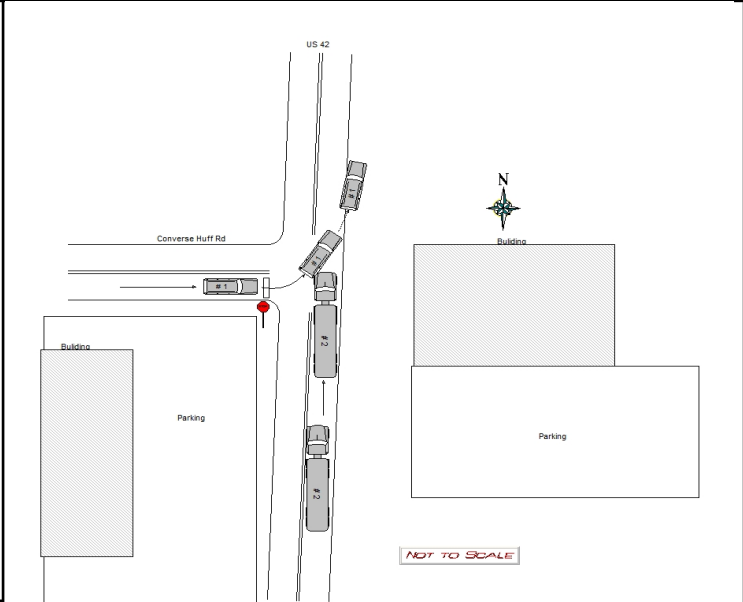 US 42
# 1
N
# 1
Converse Huff Rd
Building
# 1
# 2
Building
Parking
Parking
# 2
NOT TO SCALE